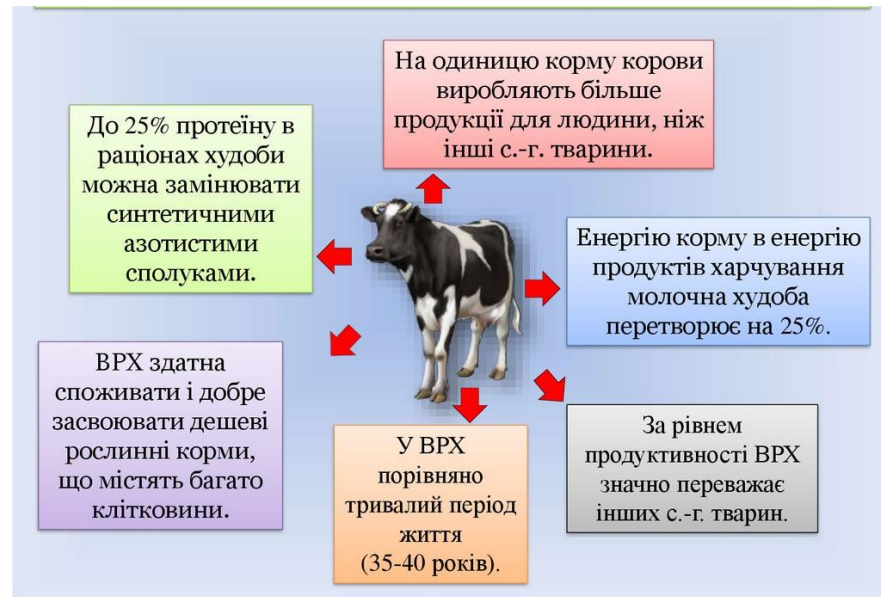 На одиницю корму корови
виробляють більше
продукції для людини, ніж
інші с.-г. тварини.
До 25% протеїну в
раціонах худоби
можна замінювати
синтетичними
азотистими
сполуками.
Енергію корму в енергію
продуктів харчування
молочна худоба
перетворює на 25%.
ВРХ здатна
споживати і добре
засвоювати дешеві
рослинні корми,
що містять багато
клітковини.
У ВРХ
порівняно
тривалий період
життя
(35-40 років).
За рівнем
продуктивності ВРХ
значно переважає
інших с.-г. тварин.